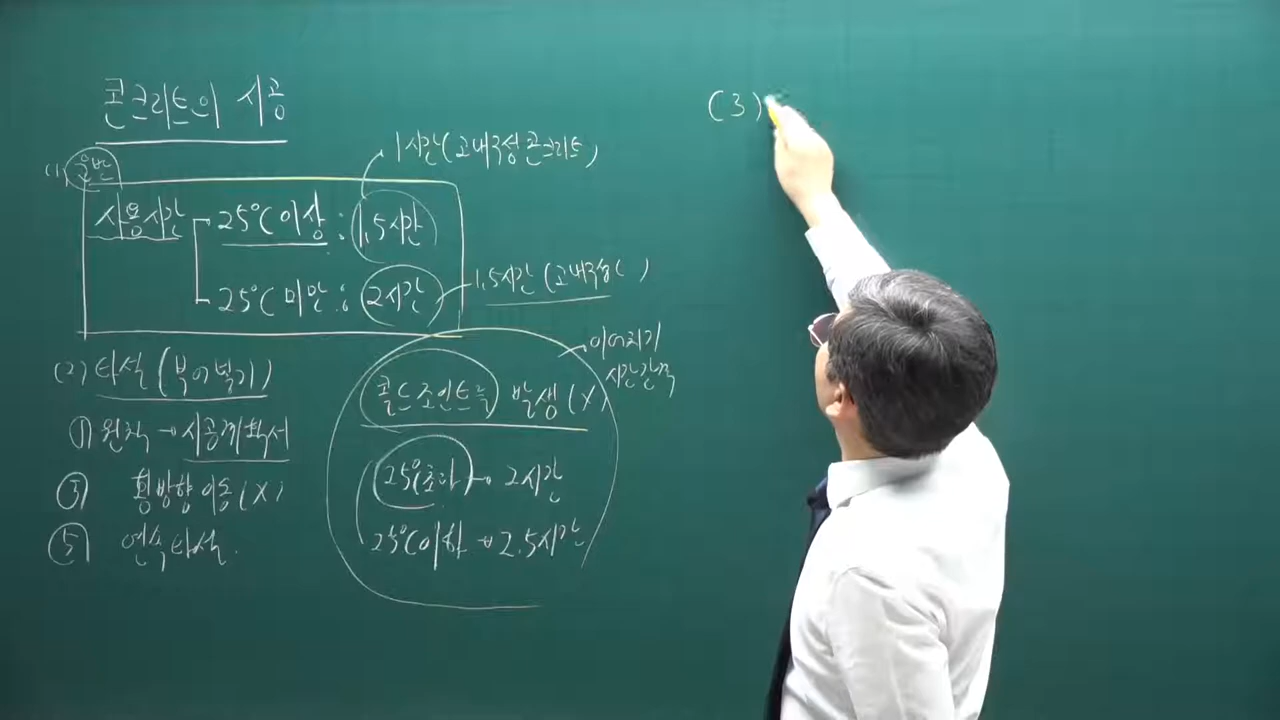 콘크리트의 시공
(1) 운반
1시간(고내구성 콘크리트)
사용시간 25℃ 이상 : 1.5시간
25℃ 미만 : 2시간
1.5시간 (고내구성( )
(2) 타설 (부어넣기)
① 원칙 → 시공계획서
③ 횡방향 이동(X)
⑤ 연속타설.
이어치기
시간간격
콜드조인트를 발생(X)
25℃초과 → 2시간
25℃이하 → 2.5시간
(3)